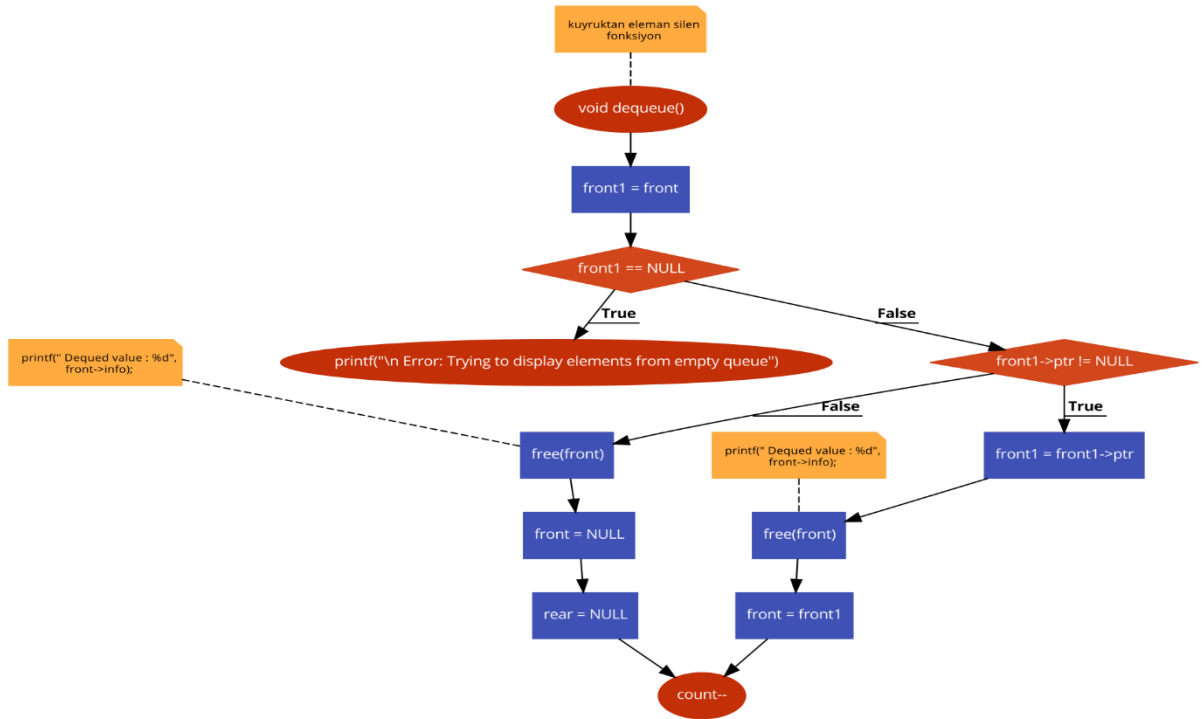 kuyruktan eleman silen
fonksiyon
void dequeue()
front1 = front
front1 == NULL
True
False
printf("\n Error: Trying to display elements from empty queue")
front1->ptr != NULL
printf(" Dequed value : %d",
front->info);
False
True
free(front)
printf(" Dequed value : %d",
front->info);
front1 = front1->ptr
front = NULL
free(front)
rear = NULL
front = front1
count--